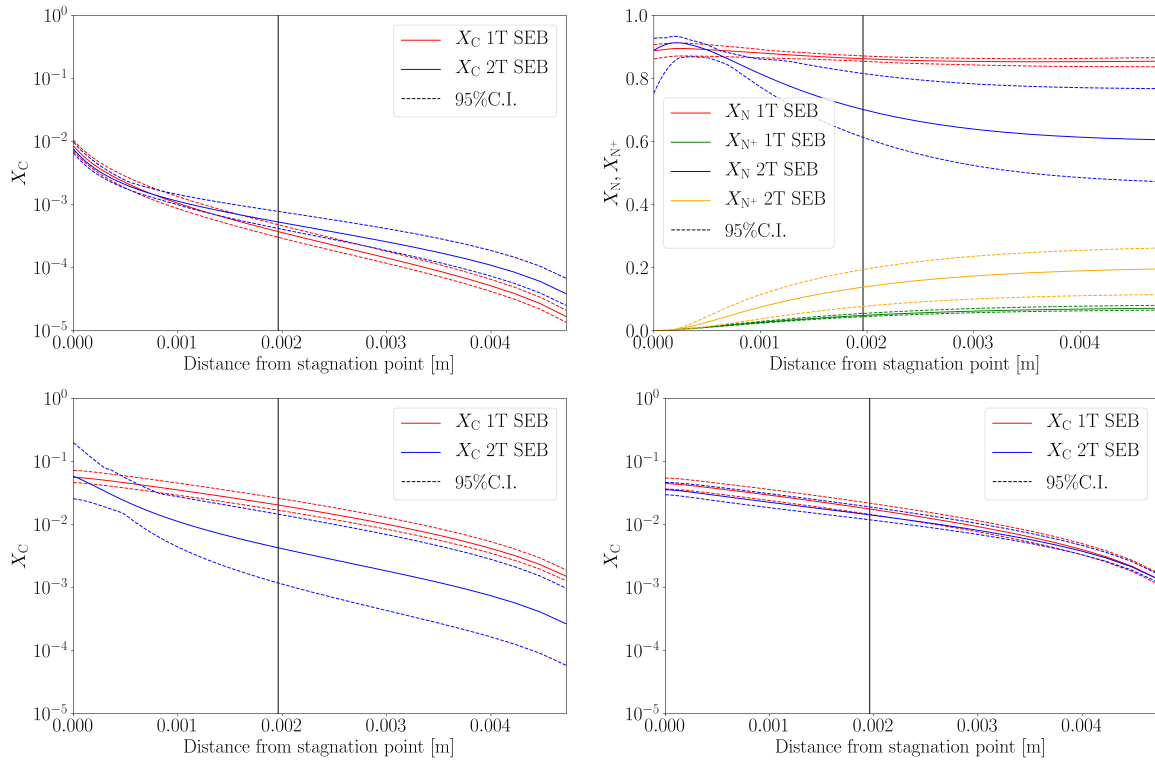 10⁰
10⁻¹
10⁻²
10⁻³
10⁻⁴
10⁻⁵
X_C
X_C 1T SEB
X_C 2T SEB
95%C.I.
0.000 0.001 0.002 0.003 0.004
Distance from stagnation point [m]
1.0
0.8
0.6
0.4
0.2
0.0
X_N, X_N⁺
X_N 1T SEB
X_N⁺ 1T SEB
X_N 2T SEB
X_N⁺ 2T SEB
95%C.I.
0.000 0.001 0.002 0.003 0.004
Distance from stagnation point [m]
10⁰
10⁻¹
10⁻²
10⁻³
10⁻⁴
10⁻⁵
X_C
X_C 1T SEB
X_C 2T SEB
95%C.I.
0.000 0.001 0.002 0.003 0.004
Distance from stagnation point [m]
10⁰
10⁻¹
10⁻²
10⁻³
10⁻⁴
10⁻⁵
X_C
X_C 1T SEB
X_C 2T SEB
95%C.I.
0.000 0.001 0.002 0.003 0.004
Distance from stagnation point [m]